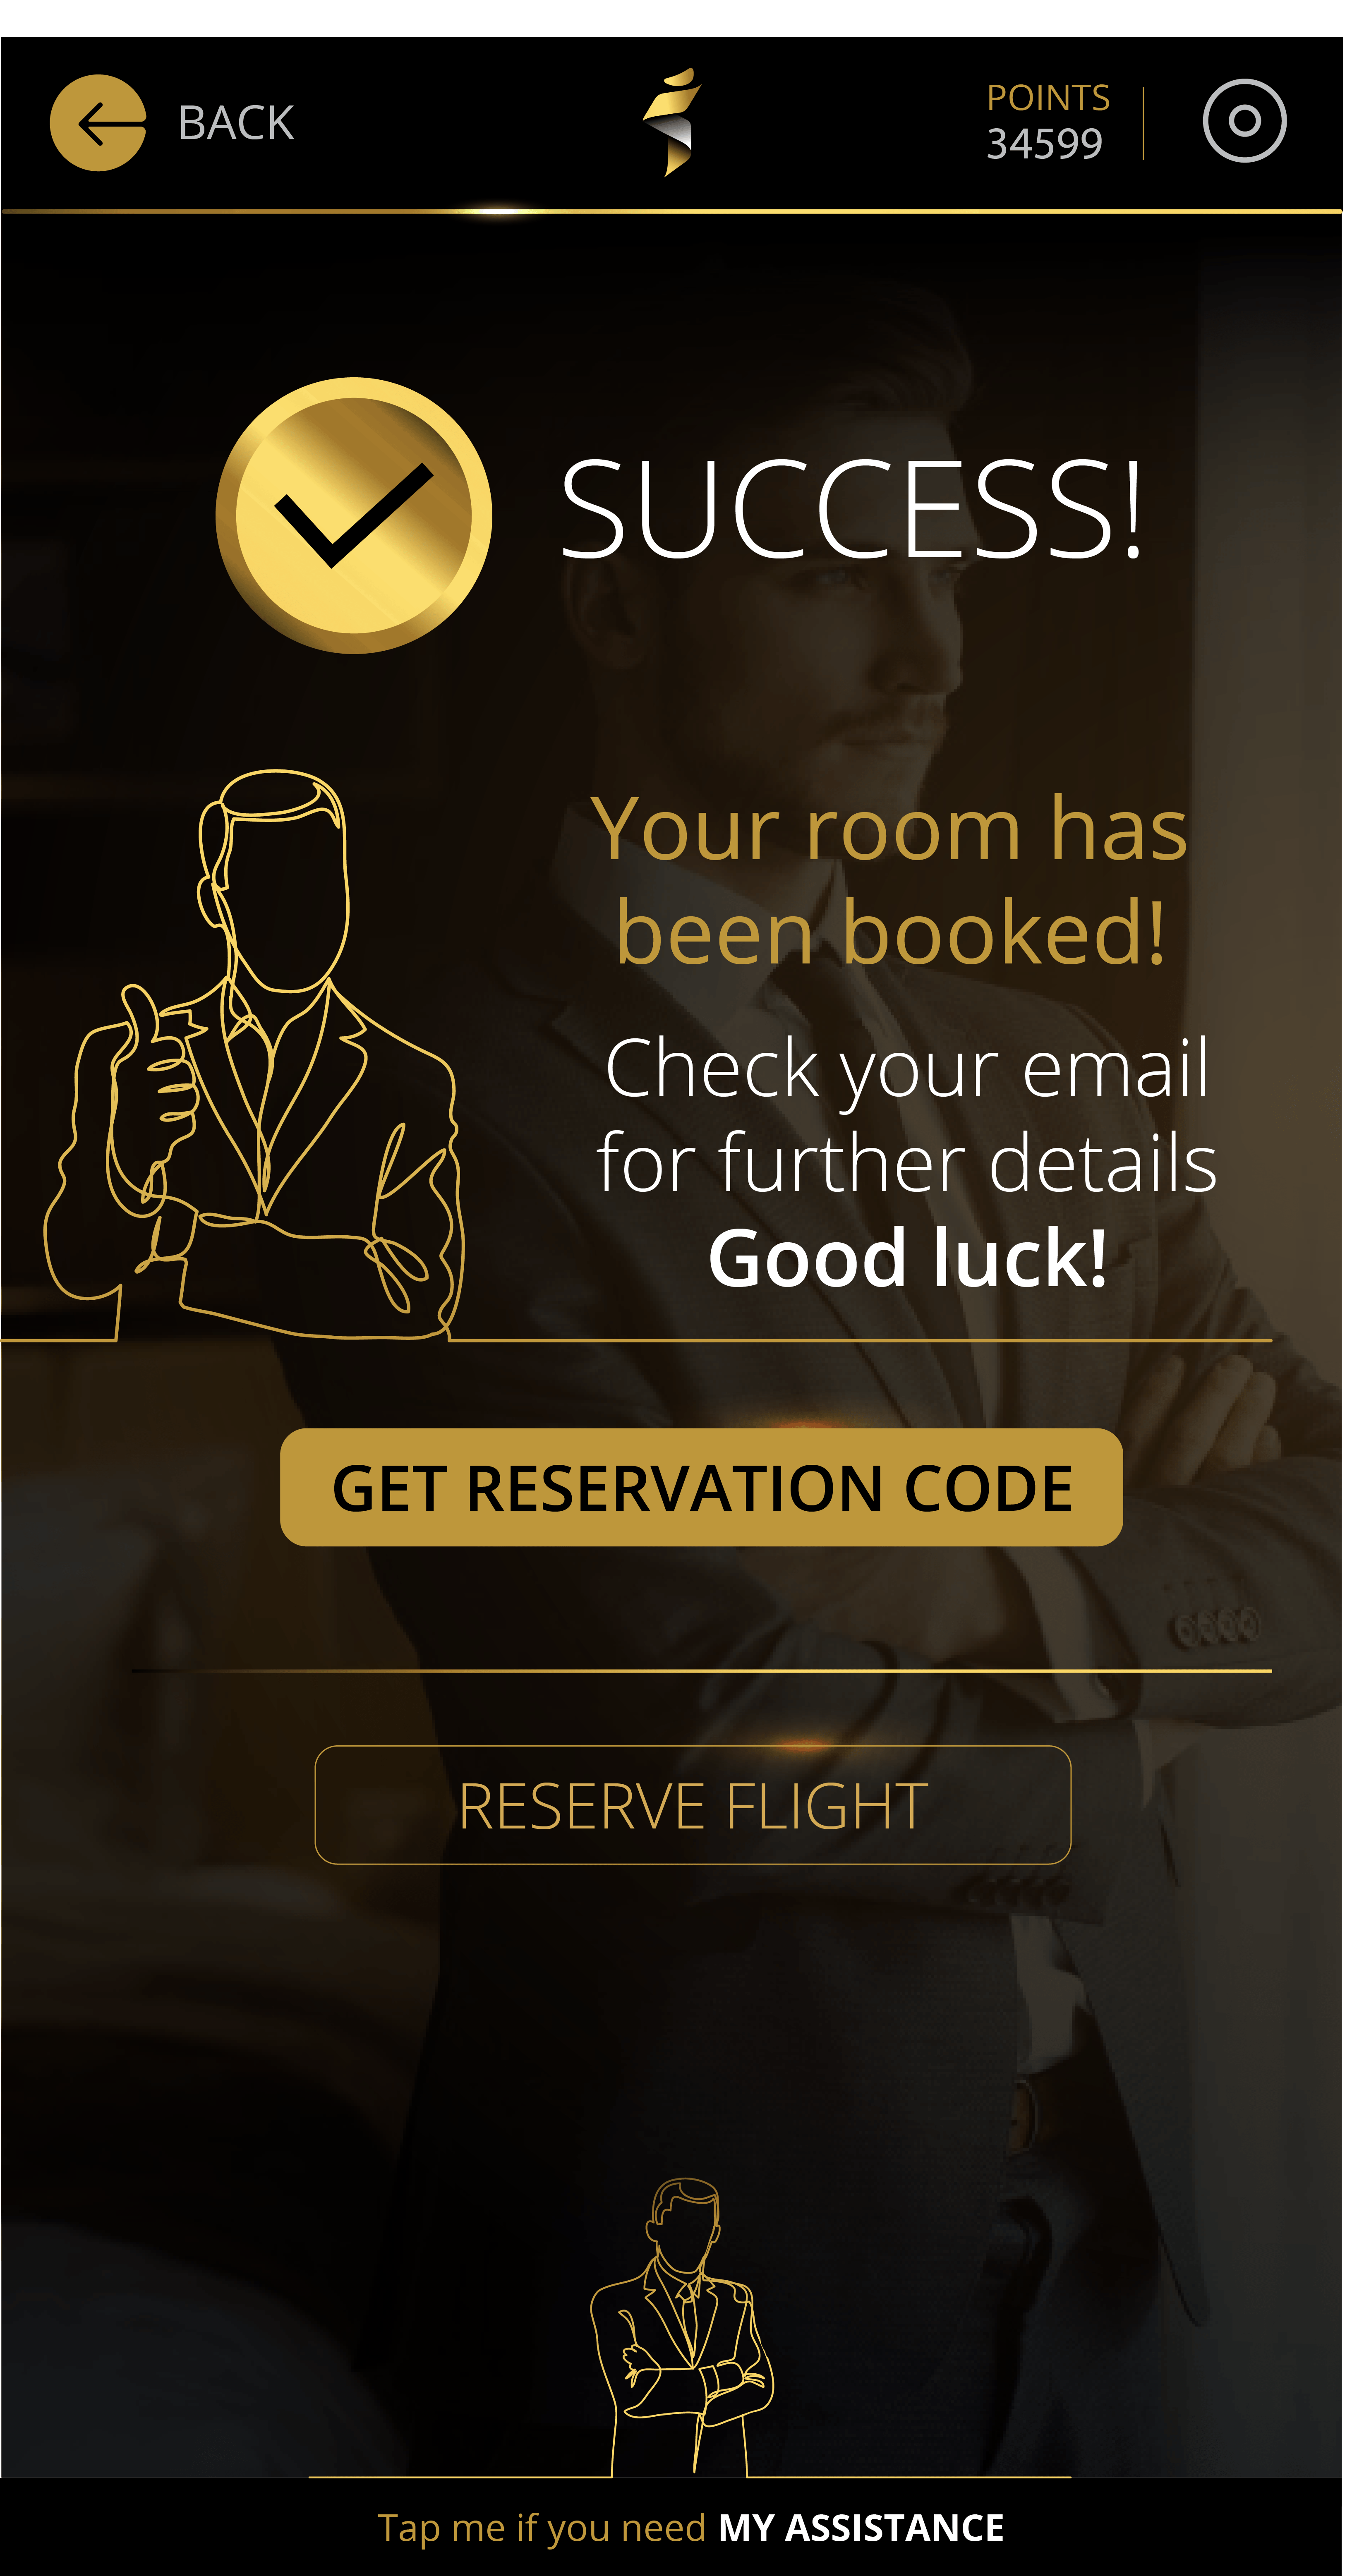 BACK
POINTS
34599
SUCCESS!
Your room has
been booked!
Check your email
for further details
Good luck!
GET RESERVATION CODE
RESERVE FLIGHT
Tap me if you need MY ASSISTANCE